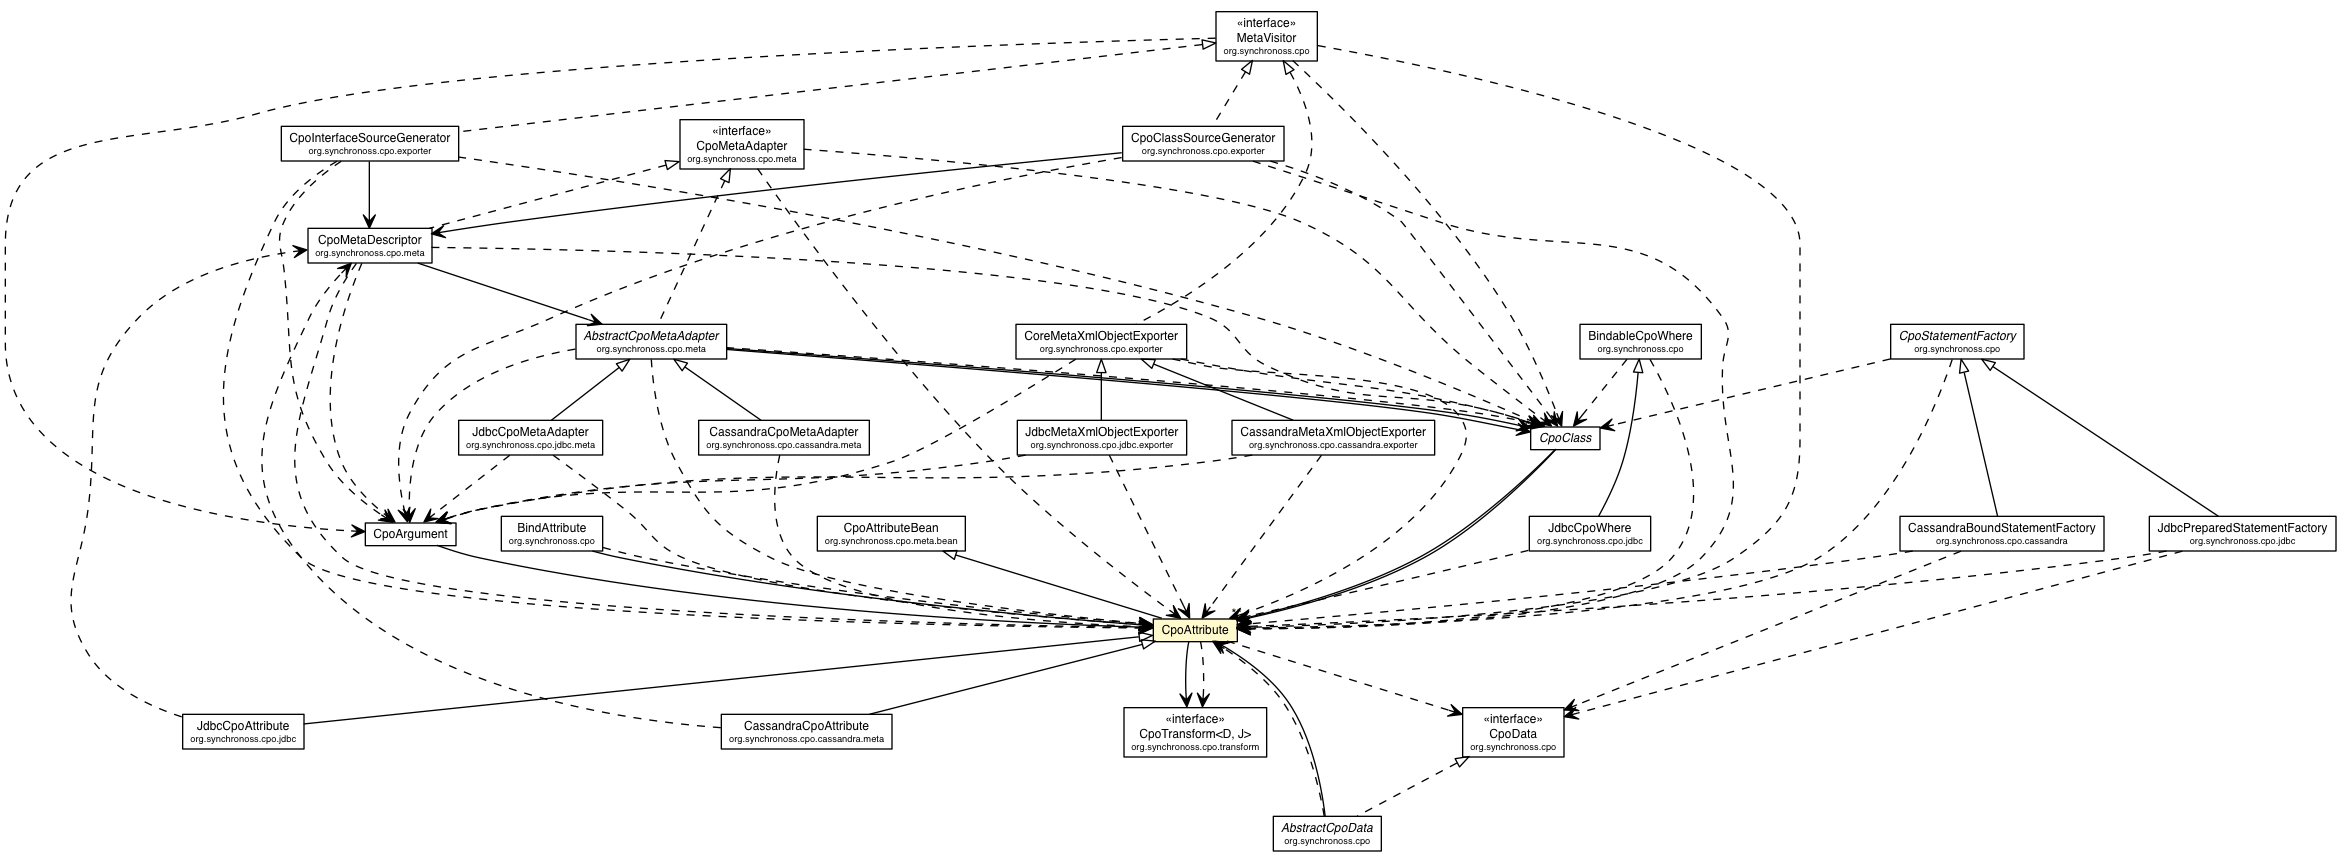 «interface»
MetaVisitor
org.synchronoss.cpo
CpoInterfaceSourceGenerator
org.synchronoss.cpo.exporter
«interface»
CpoMetaAdapter
org.synchronoss.cpo.meta
CpoClassSourceGenerator
org.synchronoss.cpo.exporter
CpoMetaDescriptor
org.synchronoss.cpo.meta
AbstractCpoMetaAdapter
org.synchronoss.cpo.meta
CoreMetaXmlObjectExporter
org.synchronoss.cpo.exporter
BindableCpoWhere
org.synchronoss.cpo
CpoStatementFactory
org.synchronoss.cpo
JdbcCpoMetaAdapter
org.synchronoss.cpo.jdbc.meta
CassandraCpoMetaAdapter
org.synchronoss.cpo.cassandra.meta
JdbcMetaXmlObjectExporter
org.synchronoss.cpo.jdbc.exporter
CassandraMetaXmlObjectExporter
org.synchronoss.cpo.cassandra.exporter
CpoClass
CpoArgument
BindAttribute
org.synchronoss.cpo
CpoAttributeBean
org.synchronoss.cpo.meta.bean
JdbcCpoWhere
org.synchronoss.cpo.jdbc
CassandraBoundStatementFactory
org.synchronoss.cpo.cassandra
JdbcPreparedStatementFactory
org.synchronoss.cpo.jdbc
CpoAttribute
JdbcCpoAttribute
org.synchronoss.cpo.jdbc
CassandraCpoAttribute
org.synchronoss.cpo.cassandra.meta
«interface»
CpoTransform<D, J>
org.synchronoss.cpo.transform
«interface»
CpoData
org.synchronoss.cpo
AbstractCpoData
org.synchronoss.cpo